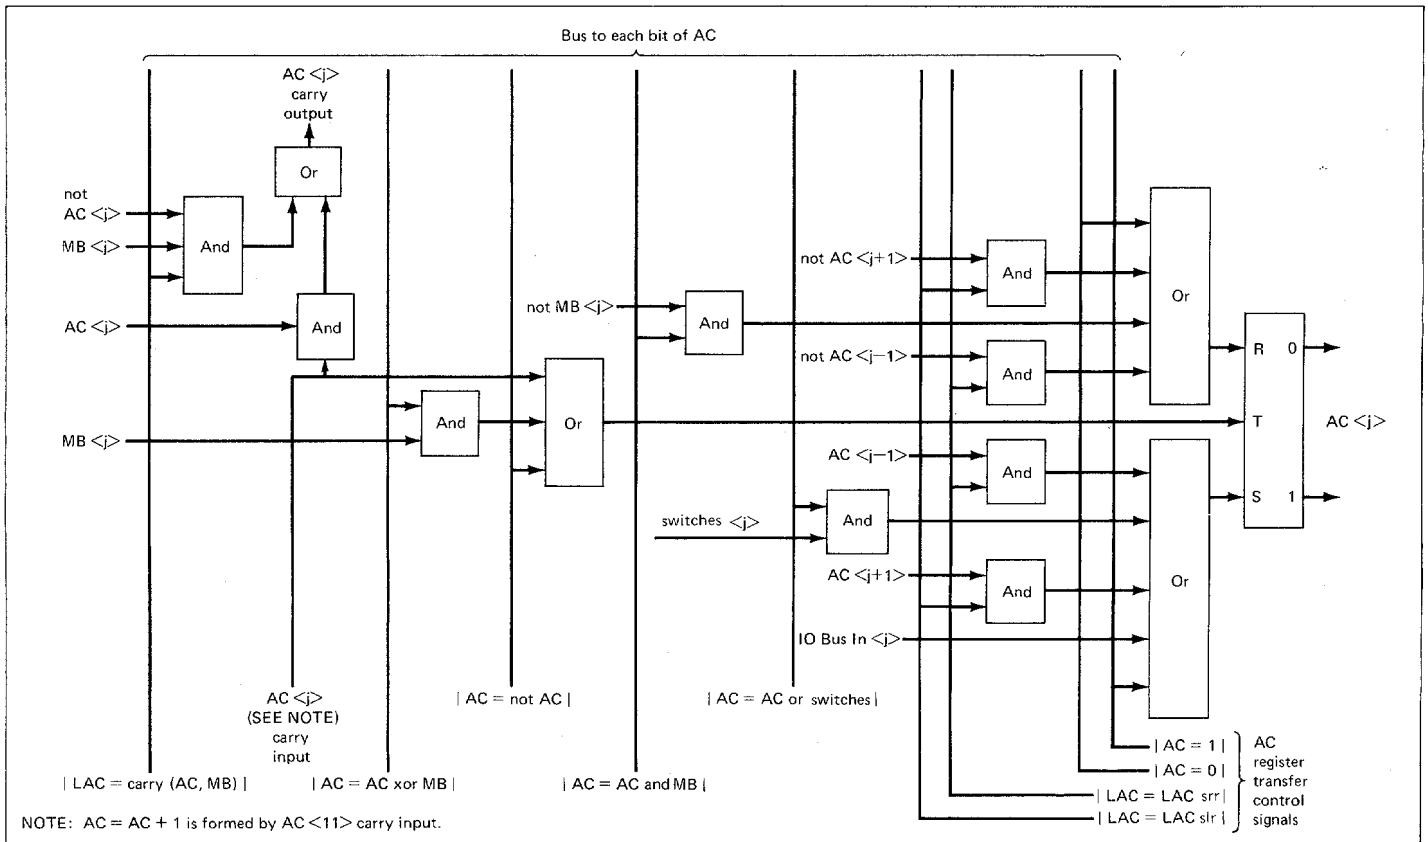 Bus to each bit of AC
AC <j>
carry
output
Or
not
AC <j>
MB <j>
And
AC <j>
And
not AC <j+1>
And
Or
not MB <j>
And
not AC <j−1>
And
R 0
MB <j>
And
Or
T
AC <j>
AC <j−1>
And
S 1
switches <j>
And
AC <j+1>
And
Or
IO Bus In <j>
AC <j>
(SEE NOTE)
carry
input
| AC = not AC |
| AC = AC or switches |
| LAC = carry (AC, MB) |
| AC = AC xor MB |
| AC = AC and MB |
| AC = 1 |
| AC = 0 |
| LAC = LAC srr |
| LAC = LAC slr |
AC
register
transfer
control
signals
NOTE: AC = AC + 1 is formed by AC <11> carry input.